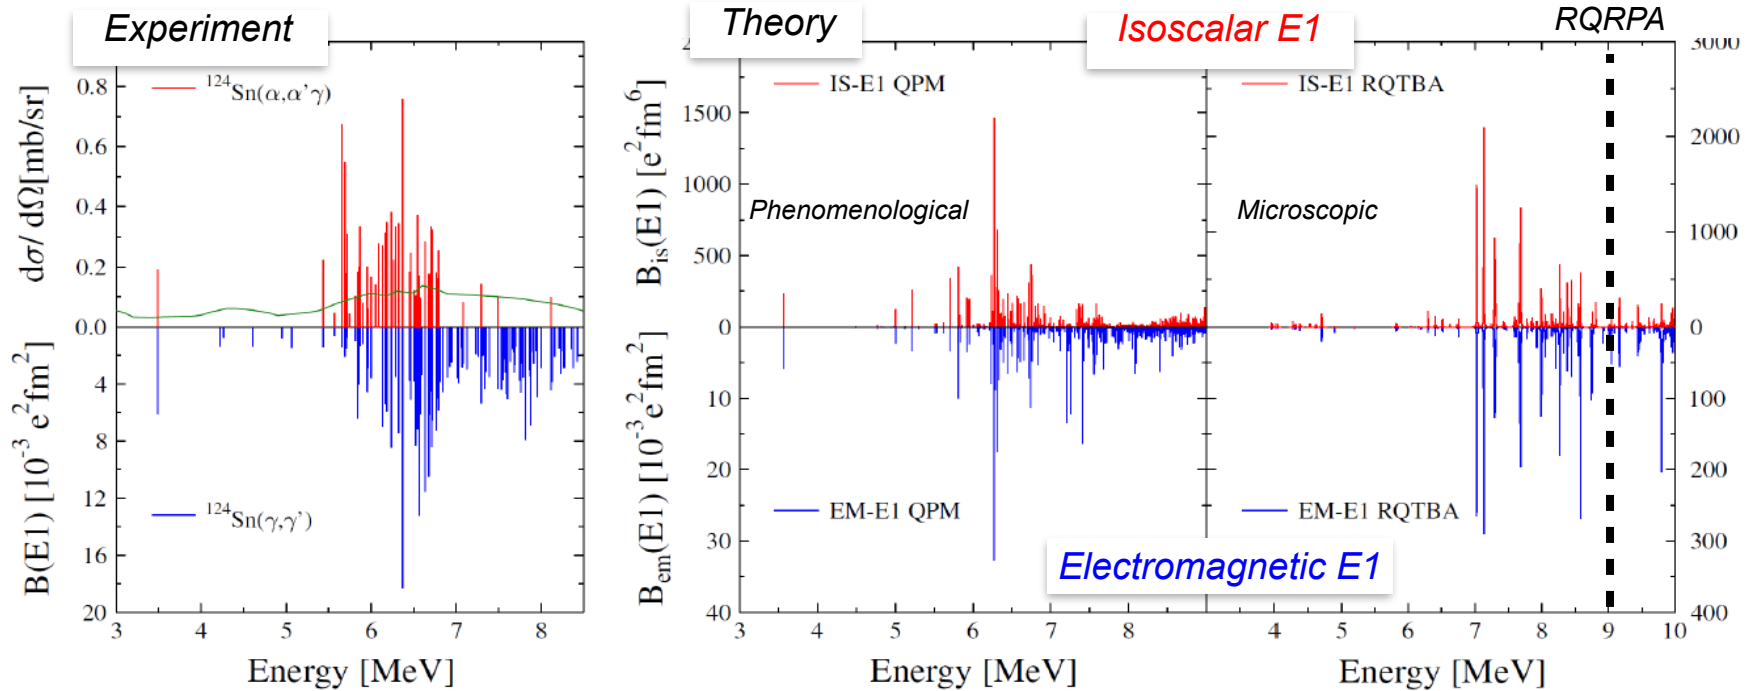 Experiment
Theory
Isoscalar E1
RQRPA
¹²⁴Sn(α,α'γ)
IS-E1 QPM
IS-E1 RQTBA
Phenomenological
Microscopic
¹²⁴Sn(γ,γ')
EM-E1 QPM
EM-E1 RQTBA
Electromagnetic E1
dσ/dΩ[mb/sr]
0.8
0.6
0.4
0.2
0.0
B(E1) [10⁻³ e²fm²]
4
8
12
16
20
3 4 5 6 7 8
Energy [MeV]
B_is(E1) [e²fm⁶]
1500
1000
500
0
B_em(E1) [10⁻³e²fm²]
10
20
30
40
3 4 5 6 7 8
Energy [MeV]
3000
2000
1000
0
100
200
300
400
4 5 6 7 8 9 10
Energy [MeV]